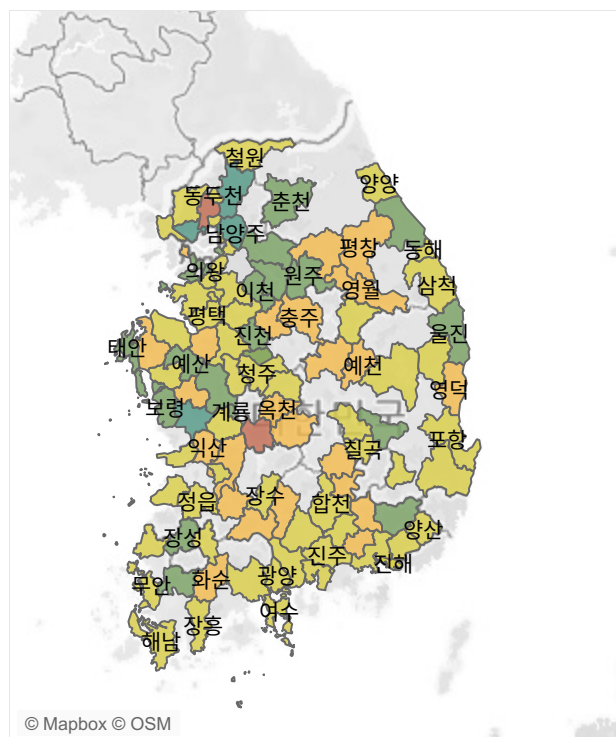 철원
양양
동두천
춘천
남양주
평창
동해
의왕
원주
이천
영월
삼척
평택
충주
진천
울진
태안
예산
예천
청주
영덕
보령
계룡
옥천
대한민국
익산
칠곡
포항
정읍
장수
합천
양산
장성
진주
진해
무안
화순
광양
여수
장흥
해남
© Mapbox © OSM